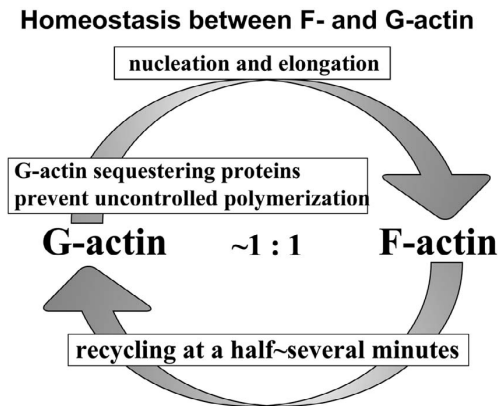 Homeostasis between F- and G-actin
nucleation and elongation
G-actin sequestering proteins
prevent uncontrolled polymerization
G-actin ~1 : 1 F-actin
recycling at a half~several minutes